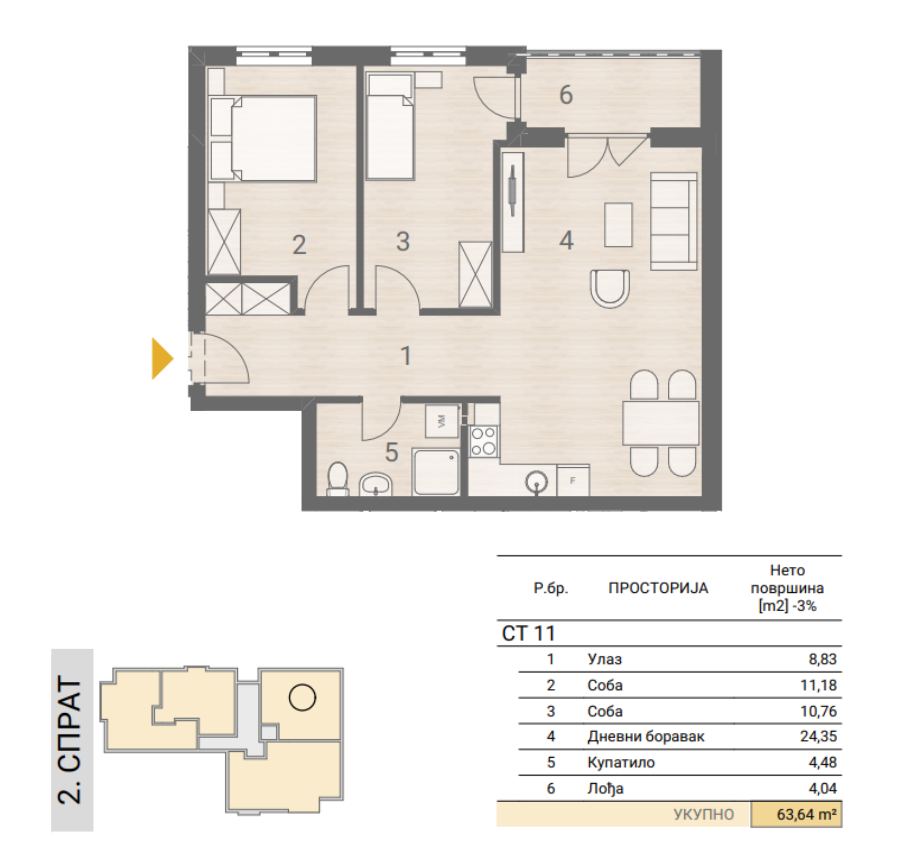 6
2
3
4
1
VM
5
F
Р.бр.
ПРОСТОРИЈА
Нето
површина
[m2] -3%
СТ 11
1 Улаз 8,83
2 Соба 11,18
3 Соба 10,76
4 Дневни боравак 24,35
5 Купатило 4,48
6 Лођа 4,04
УКУПНО 63,64 m²
2. СПРАТ